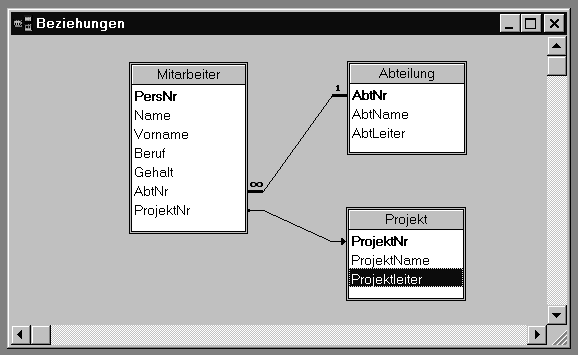 Beziehungen
Mitarbeiter
PersNr
Name
Vorname
Beruf
Gehalt
AbtNr
ProjektNr
1
∞
Abteilung
AbtNr
AbtName
AbtLeiter
Projekt
ProjektNr
ProjektName
Projektleiter